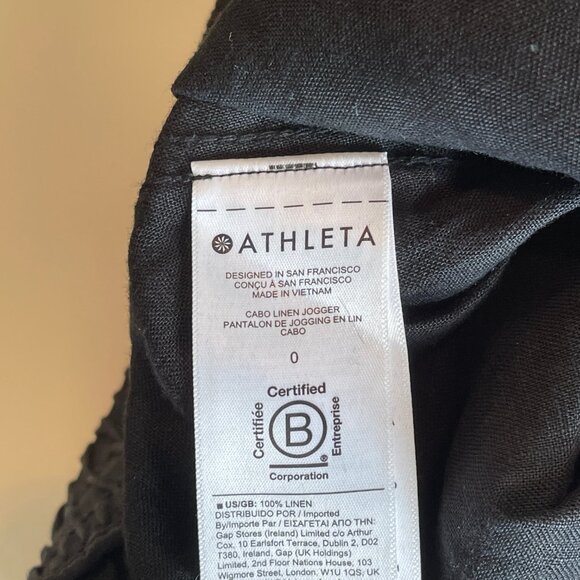 ATHLETA
DESIGNED IN SAN FRANCISCO
CONÇU À SAN FRANCISCO
MADE IN VIETNAM
CABO LINEN JOGGER
PANTALON DE JOGGING EN LIN
CABO
0
Certified
Certifiée
B
Entreprise
®
Corporation
US/GB: 100% LINEN
DISTRIBUIDO POR / Imported
By/Importe Par / ΕΙΣΑΓΕΤΑΙ ΑΠΟ ΤΗΝ:
Gap Stores (Ireland) Limited c/o Arthur
Cox, 10 Earlsfort Terrace, Dublin 2, D02
T380, Ireland, Gap (UK Holdings)
Limited, 2nd Floor Nations House, 103
Wigmore Street, London, W1U 1QS, UK